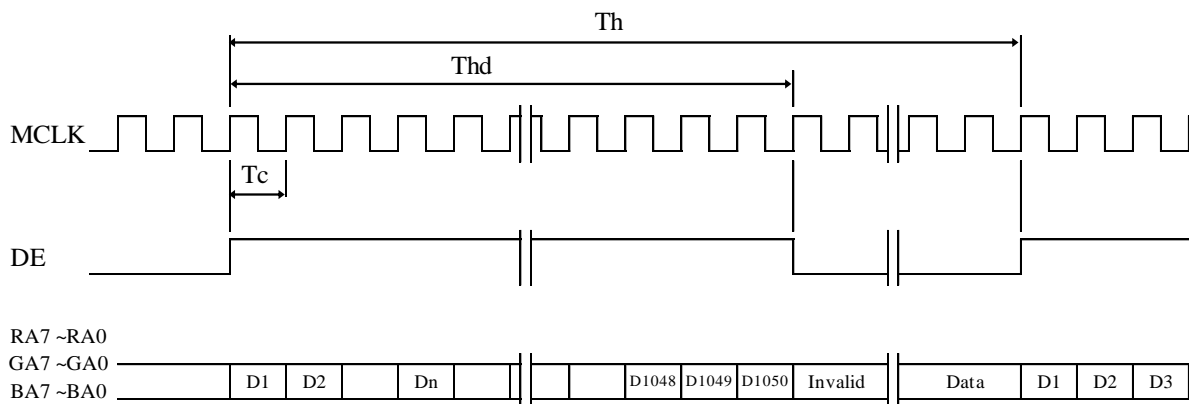 Th
Thd
MCLK
Tc
DE
RA7 ~RA0
GA7 ~GA0
BA7 ~BA0
D1 D2 Dn D1048 D1049 D1050 Invalid Data D1 D2 D3